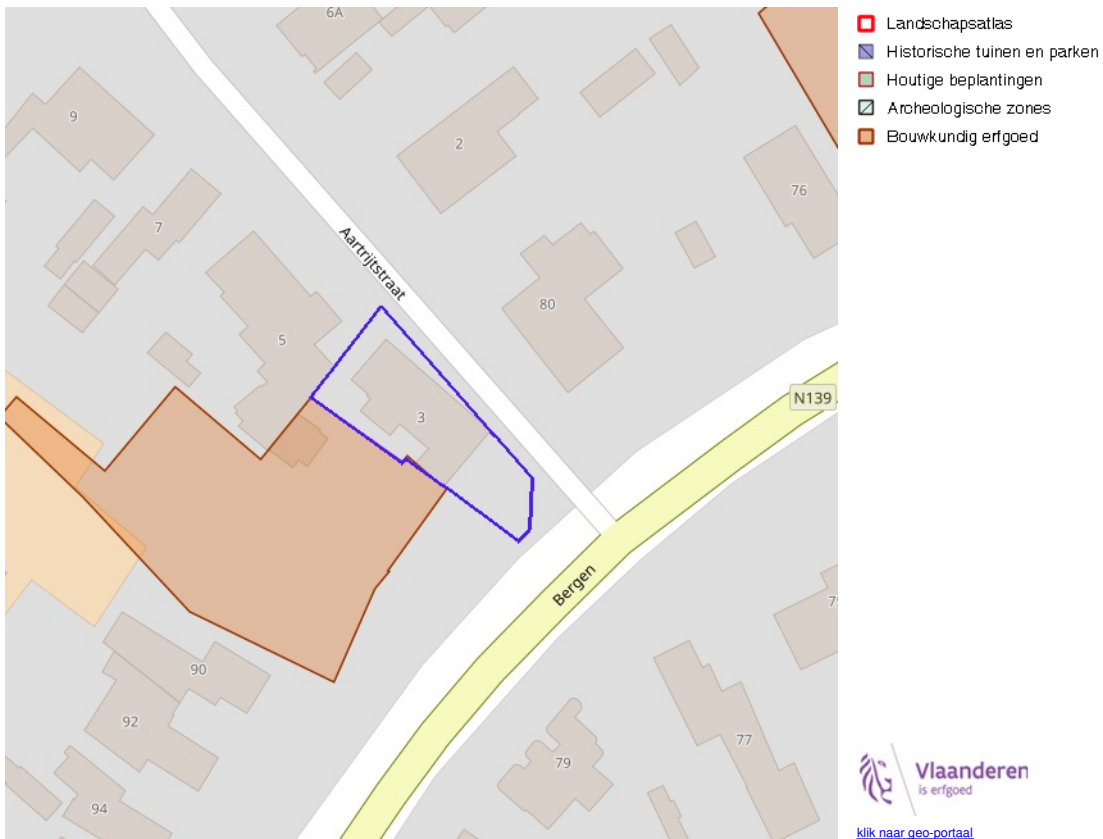 6A
9
2
76
7
Aartrijtstraat
80
5
N139
3
Bergen
75
90
92
77
79
94
Landschapsatlas
Historische tuinen en parken
Houtige beplantingen
Archeologische zones
Bouwkundig erfgoed
Vlaanderen
is erfgoed
klik naar geo-portaal